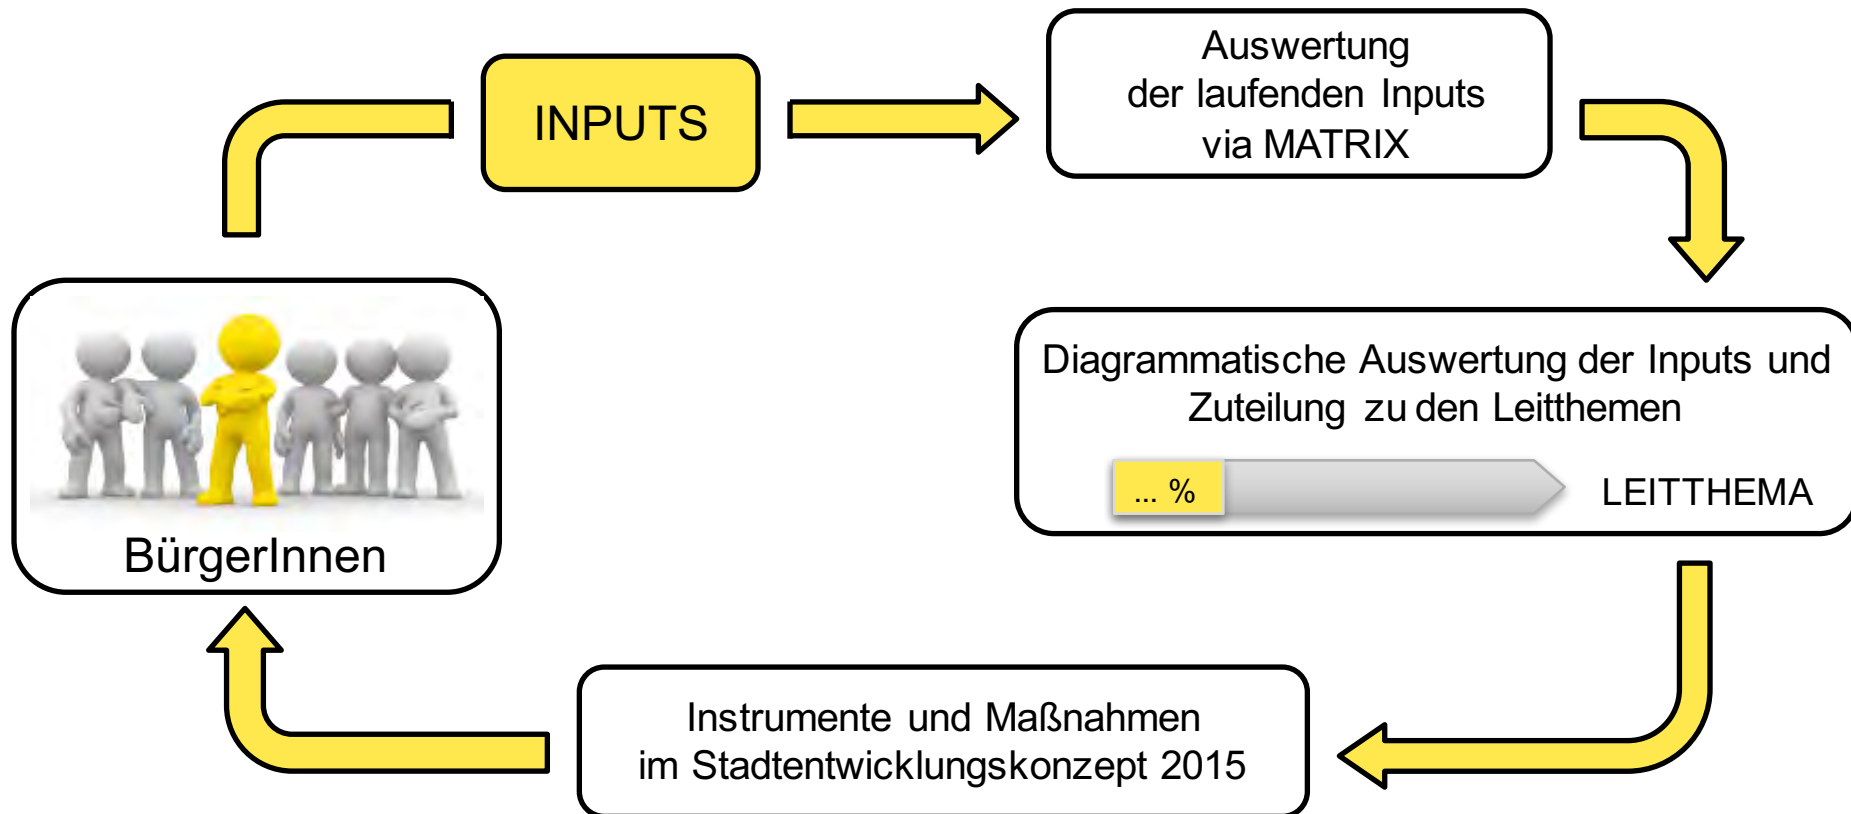 INPUTS
Auswertung
der laufenden Inputs
via MATRIX
Diagrammatische Auswertung der Inputs und
Zuteilung zu den Leitthemen
... %
LEITTHEMA
Instrumente und Maßnahmen
im Stadtentwicklungskonzept 2015
BürgerInnen